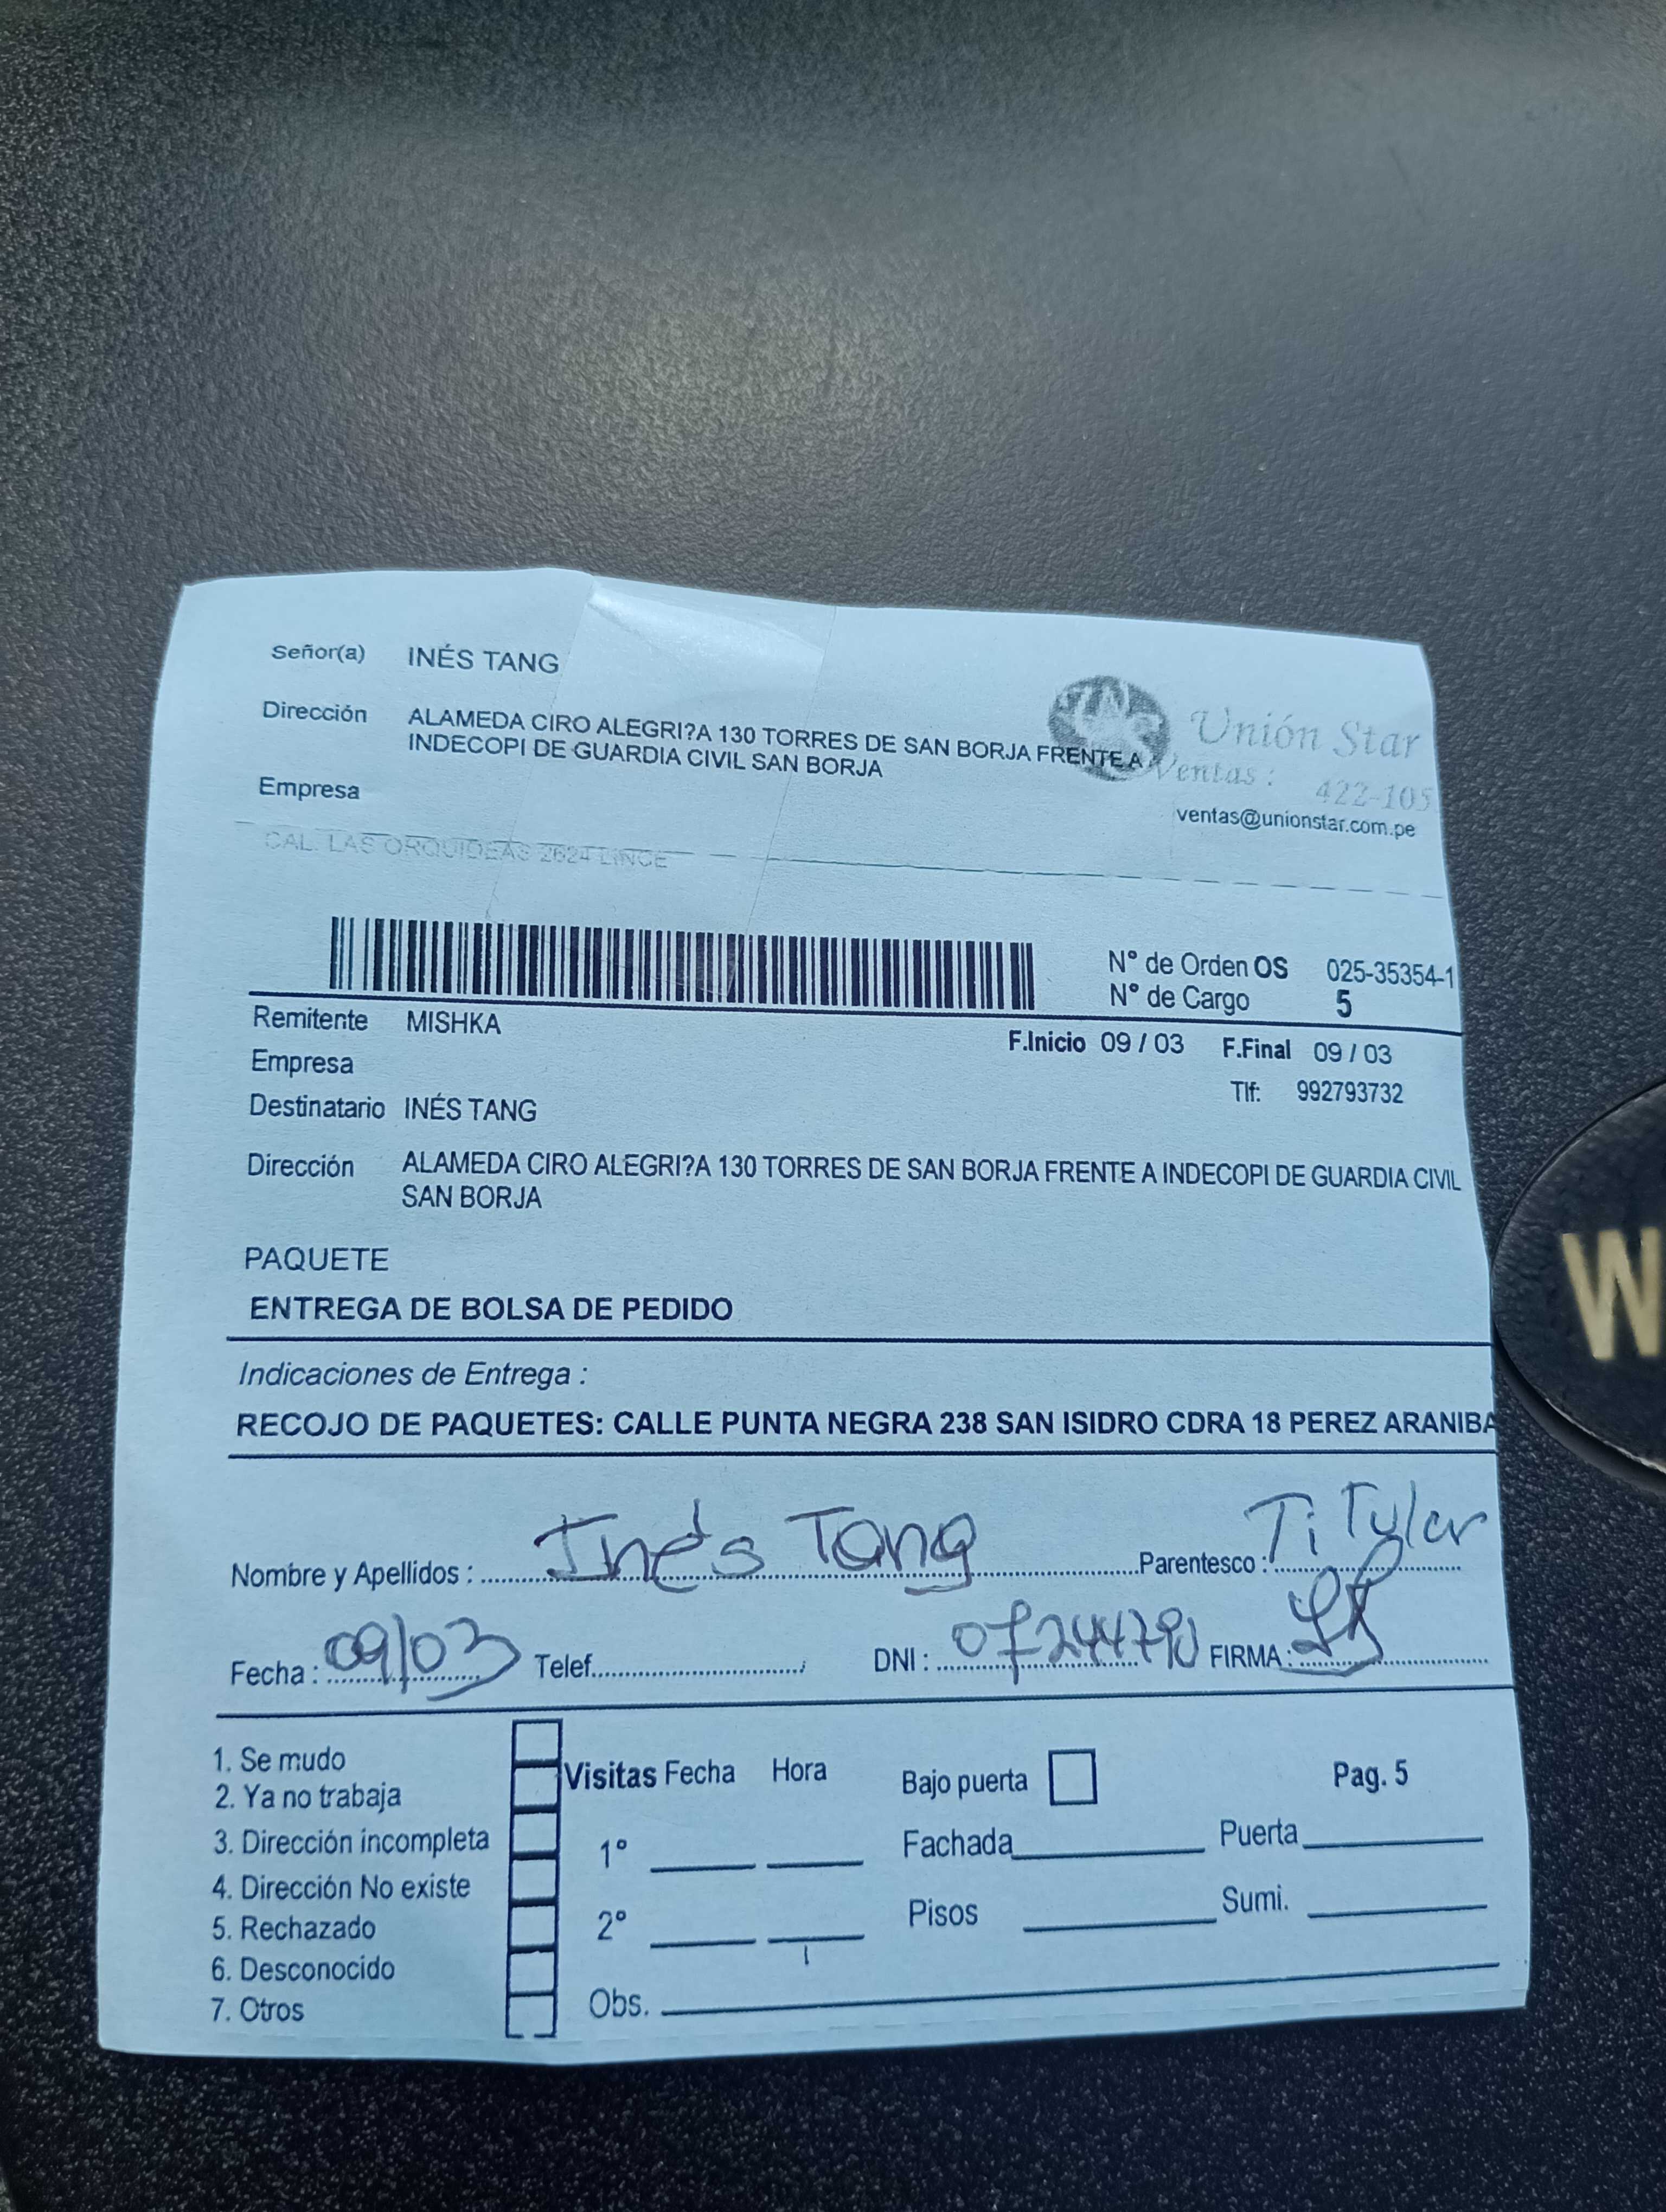 Señor(a) INÉS TANG
Dirección ALAMEDA CIRO ALEGRI?A 130 TORRES DE SAN BORJA FRENTE A
INDECOPI DE GUARDIA CIVIL SAN BORJA
Unión Star
Ventas : 422-105
ventas@unionstar.com.pe
Empresa
CAL. LAS ORQUIDEAS 2624 LINCE
Nº de Orden OS 025-35354-1
Nº de Cargo 5
Remitente MISHKA
F.Inicio 09 / 03 F.Final 09 / 03
Empresa
Tlf: 992793732
Destinatario INÉS TANG
Dirección ALAMEDA CIRO ALEGRI?A 130 TORRES DE SAN BORJA FRENTE A INDECOPI DE GUARDIA CIVIL
SAN BORJA
PAQUETE
ENTREGA DE BOLSA DE PEDIDO
Indicaciones de Entrega :
RECOJO DE PAQUETES: CALLE PUNTA NEGRA 238 SAN ISIDRO CDRA 18 PEREZ ARANIBA
Nombre y Apellidos : Inés Tang Parentesco : Titular
Fecha : 09/03 Telef. DNI : 07244790 FIRMA :
1. Se mudo
2. Ya no trabaja
3. Dirección incompleta
4. Dirección No existe
5. Rechazado
6. Desconocido
7. Otros
Visitas Fecha Hora
1º
2º
Obs.
Bajo puerta
Pag. 5
Fachada Puerta
Pisos Sumi.
W